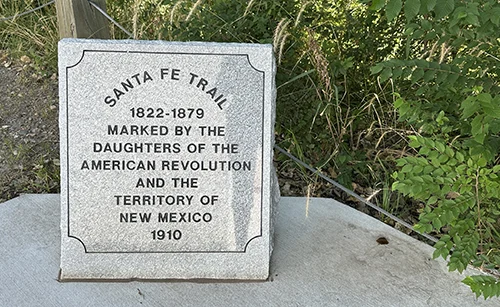 SANTA FE TRAIL
1822-1879
MARKED BY THE
DAUGHTERS OF THE
AMERICAN REVOLUTION
AND THE
TERRITORY OF
NEW MEXICO
1910